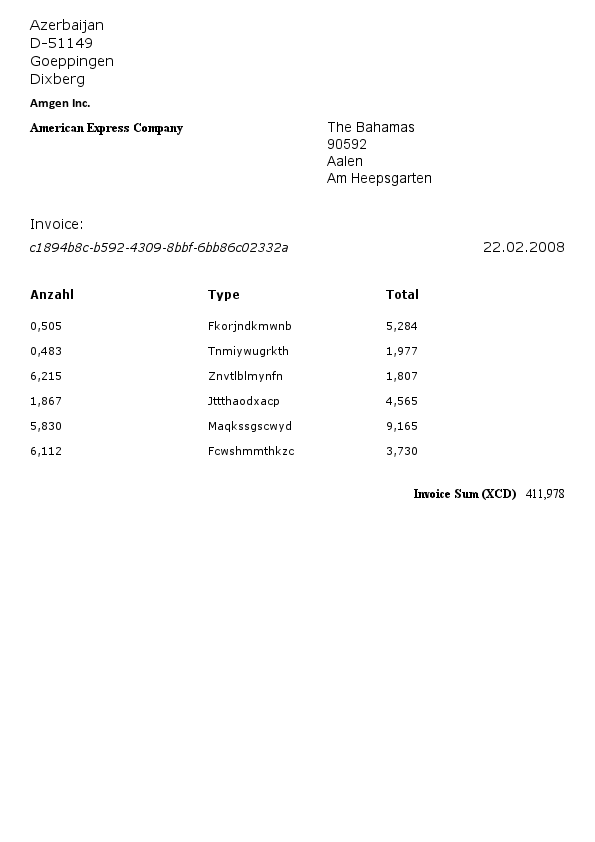 Azerbaijan
D-51149
Goeppingen
Dixberg
Amgen Inc.
American Express Company
The Bahamas
90592
Aalen
Am Heepsgarten
Invoice:
c1894b8c-b592-4309-8bbf-6bb86c02332a 22.02.2008
Anzahl Type Total
0,505 Fkorjndkmwnb 5,284
0,483 Tnmiywugrkth 1,977
6,215 Znvtlblmynfn 1,807
1,867 Jttthaodxacp 4,565
5,830 Maqkssgscwyd 9,165
6,112 Fcwshmmthkzc 3,730
Invoice Sum (XCD) 411,978